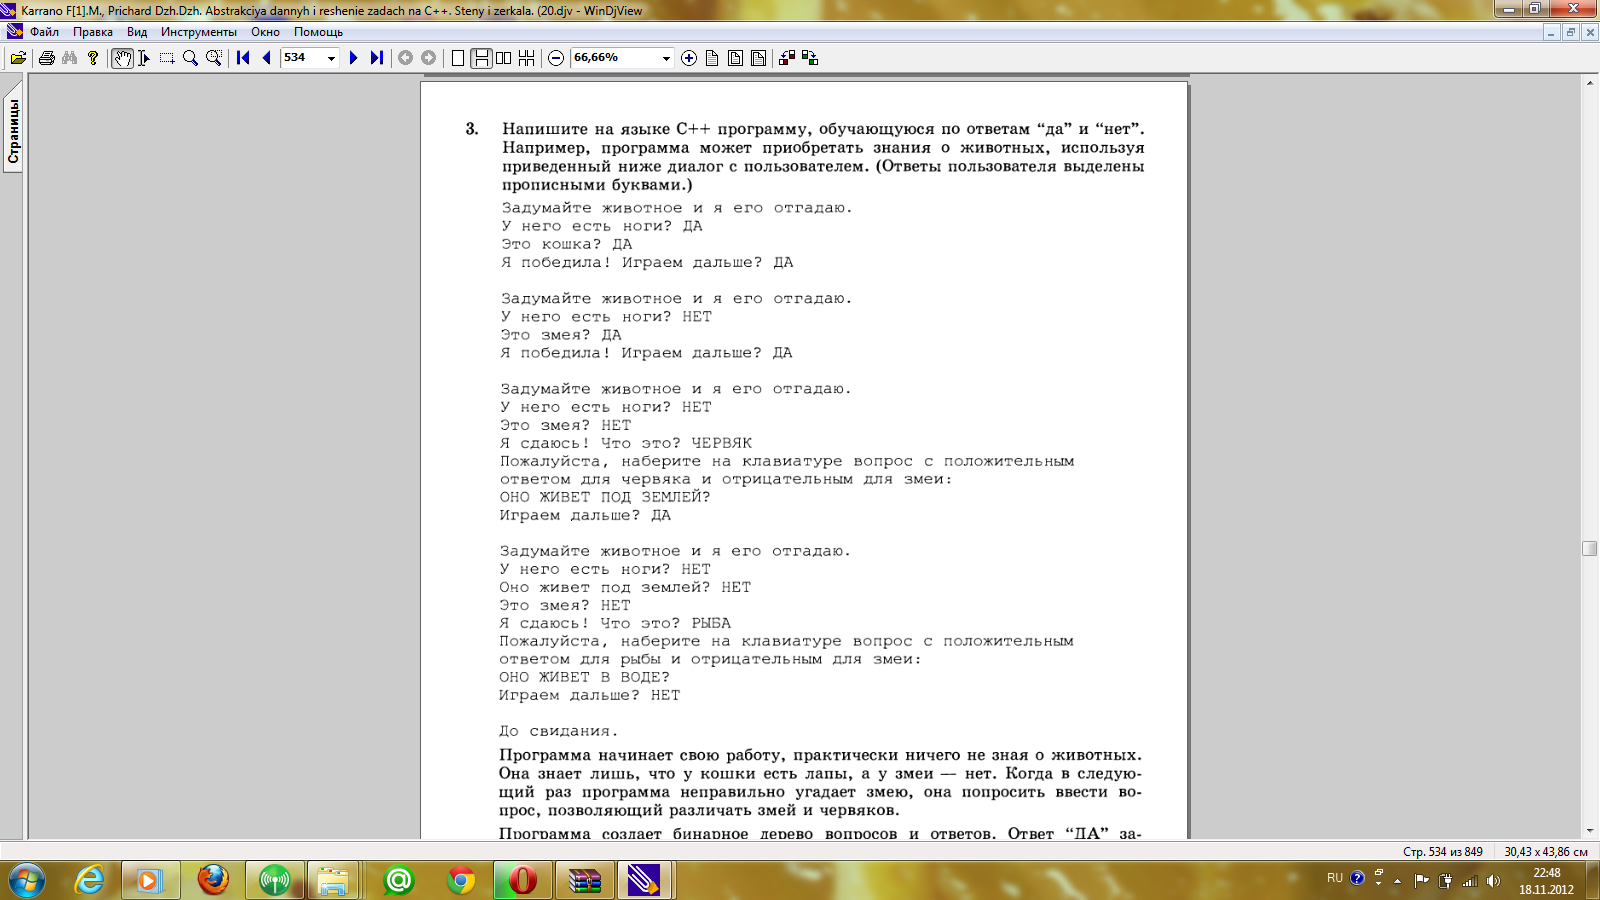 Karrano F[1].M., Prichard Dzh.Dzh. Abstrakciya dannyh i reshenie zadach na C++. Steny i zerkala. (20.djv - WinDjView
Файл Правка Вид Инструменты Окно Помощь
534 66,66%
Страницы
3. Напишите на языке C++ программу, обучающуюся по ответам “да” и “нет”.
Например, программа может приобретать знания о животных, используя
приведенный ниже диалог с пользователем. (Ответы пользователя выделены
прописными буквами.)
Задумайте животное и я его отгадаю.
У него есть ноги? ДА
Это кошка? ДА
Я победила! Играем дальше? ДА
Задумайте животное и я его отгадаю.
У него есть ноги? НЕТ
Это змея? ДА
Я победила! Играем дальше? ДА
Задумайте животное и я его отгадаю.
У него есть ноги? НЕТ
Это змея? НЕТ
Я сдаюсь! Что это? ЧЕРВЯК
Пожалуйста, наберите на клавиатуре вопрос с положительным
ответом для червяка и отрицательным для змеи:
ОНО ЖИВЕТ ПОД ЗЕМЛЕЙ?
Играем дальше? ДА
Задумайте животное и я его отгадаю.
У него есть ноги? НЕТ
Оно живет под землей? НЕТ
Это змея? НЕТ
Я сдаюсь! Что это? РЫБА
Пожалуйста, наберите на клавиатуре вопрос с положительным
ответом для рыбы и отрицательным для змеи:
ОНО ЖИВЕТ В ВОДЕ?
Играем дальше? НЕТ
До свидания.
Программа начинает свою работу, практически ничего не зная о животных.
Она знает лишь, что у кошки есть лапы, а у змеи — нет. Когда в следую-
щий раз программа неправильно угадает змею, она попросить ввести во-
прос, позволяющий различать змей и червяков.
Программа создает бинарное дерево вопросов и ответов. Ответ “ДА” за-
Стр. 534 из 849 30,43 x 43,86 см
RU 22:48
18.11.2012